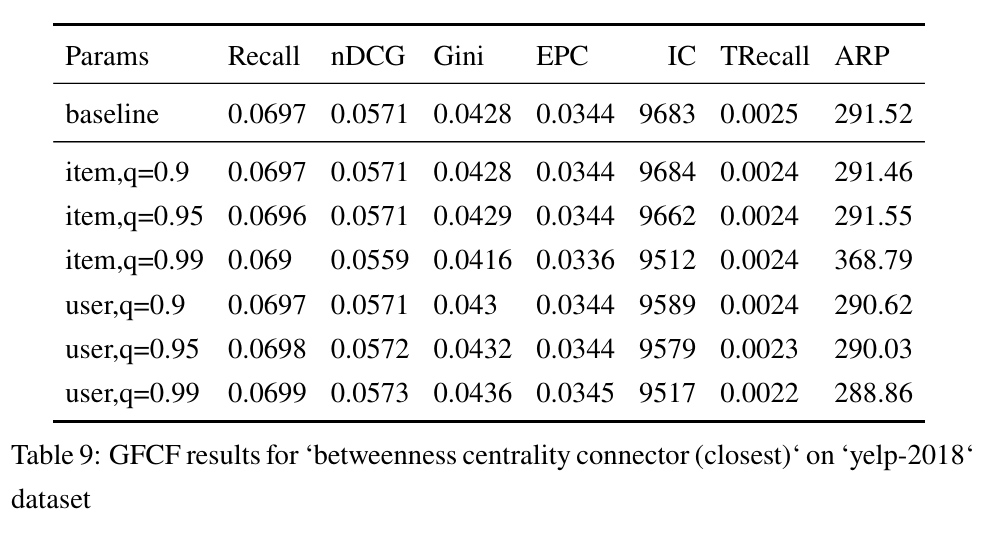 Params Recall nDCG Gini EPC IC TRecall ARP
baseline 0.0697 0.0571 0.0428 0.0344 9683 0.0025 291.52
item,q=0.9 0.0697 0.0571 0.0428 0.0344 9684 0.0024 291.46
item,q=0.95 0.0696 0.0571 0.0429 0.0344 9662 0.0024 291.55
item,q=0.99 0.069 0.0559 0.0416 0.0336 9512 0.0024 368.79
user,q=0.9 0.0697 0.0571 0.043 0.0344 9589 0.0024 290.62
user,q=0.95 0.0698 0.0572 0.0432 0.0344 9579 0.0023 290.03
user,q=0.99 0.0699 0.0573 0.0436 0.0345 9517 0.0022 288.86
Table 9: GFCF results for ‘betweenness centrality connector (closest)‘ on ‘yelp-2018‘
dataset